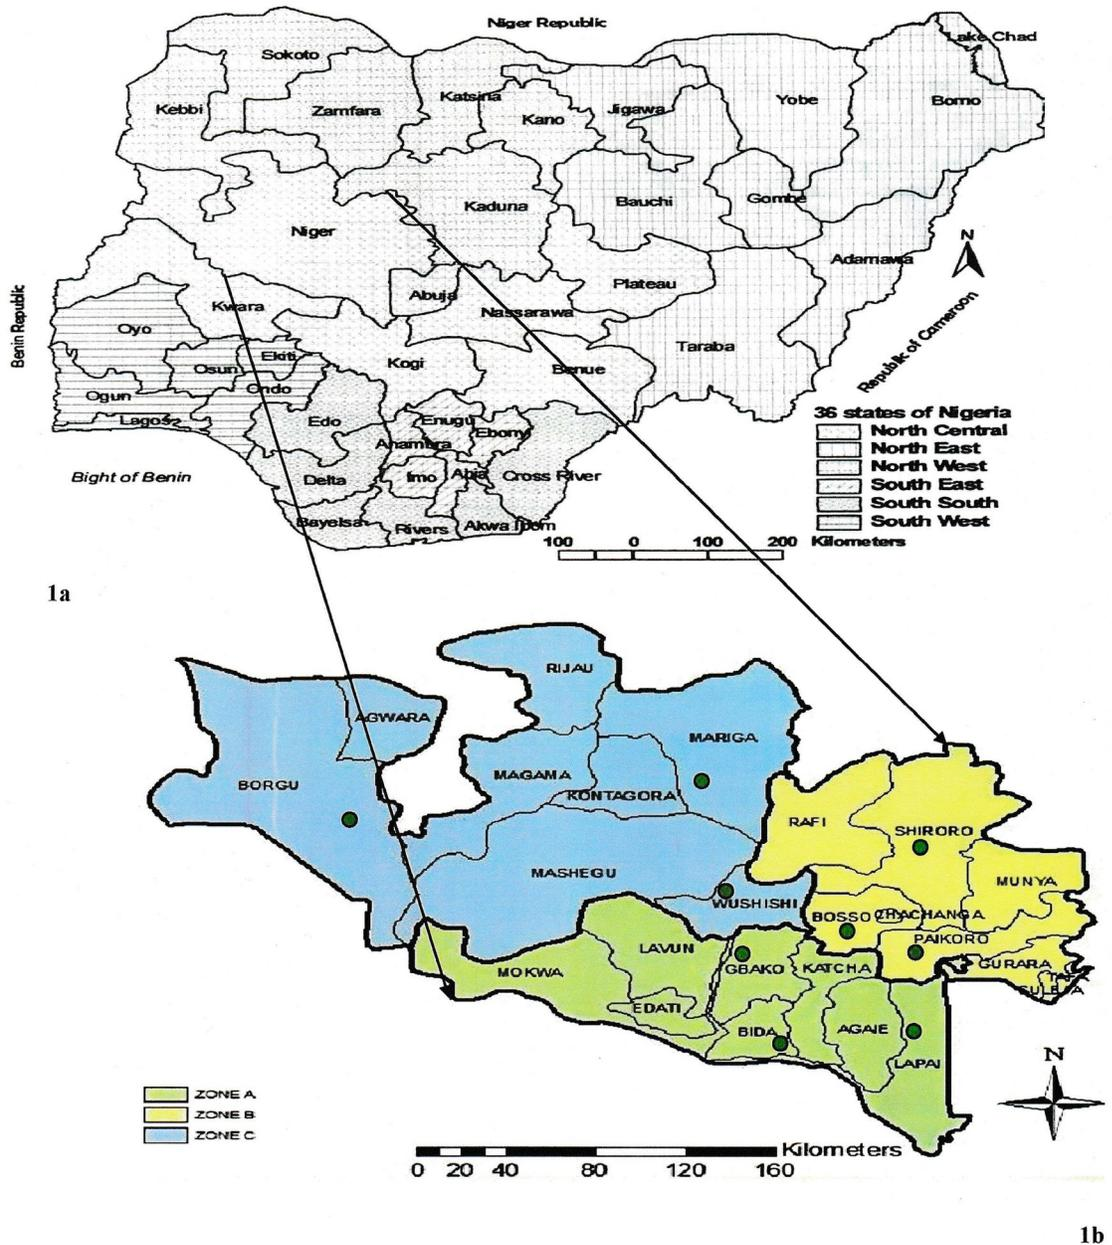 Niger Republic
Lake Chad
Sokoto
Kebbi
Zamfara
Katsina
Kano
Jigawa
Yobe
Borno
Kaduna
Bauchi
Gombe
Niger
Adamawa
N
Abuja
Plateau
Nassarawa
Benin Republic
Kwara
Oyo
Taraba
Republic of Cameroon
Ekiti
Osun
Kogi
Benue
Ogun
Ondo
Lagos
Edo
Enugu
Ebonyi
Anambra
Imo
Abia
Cross River
Delta
Bight of Benin
Bayelsa
Rivers
Akwa Ibom
36 states of Nigeria
North Central
North East
North West
South East
South South
South West
100 0 100 200 Kilometers
1a
RIJAU
AGWARA
MARIGA
BORGU
MAGAMA
KONTAGORA
RAFI
SHIRORO
MASHEGU
MUNYA
WUSHISHI
BOSSO
CHACHANGA
PAIKORO
LAVUN
GBAKO
KATCHA
GURARA
MOKWA
EDATI
BIDA
AGAIE
LAPAI
N
ZONE A
ZONE B
ZONE C
Kilometers
0 20 40 80 120 160
1b